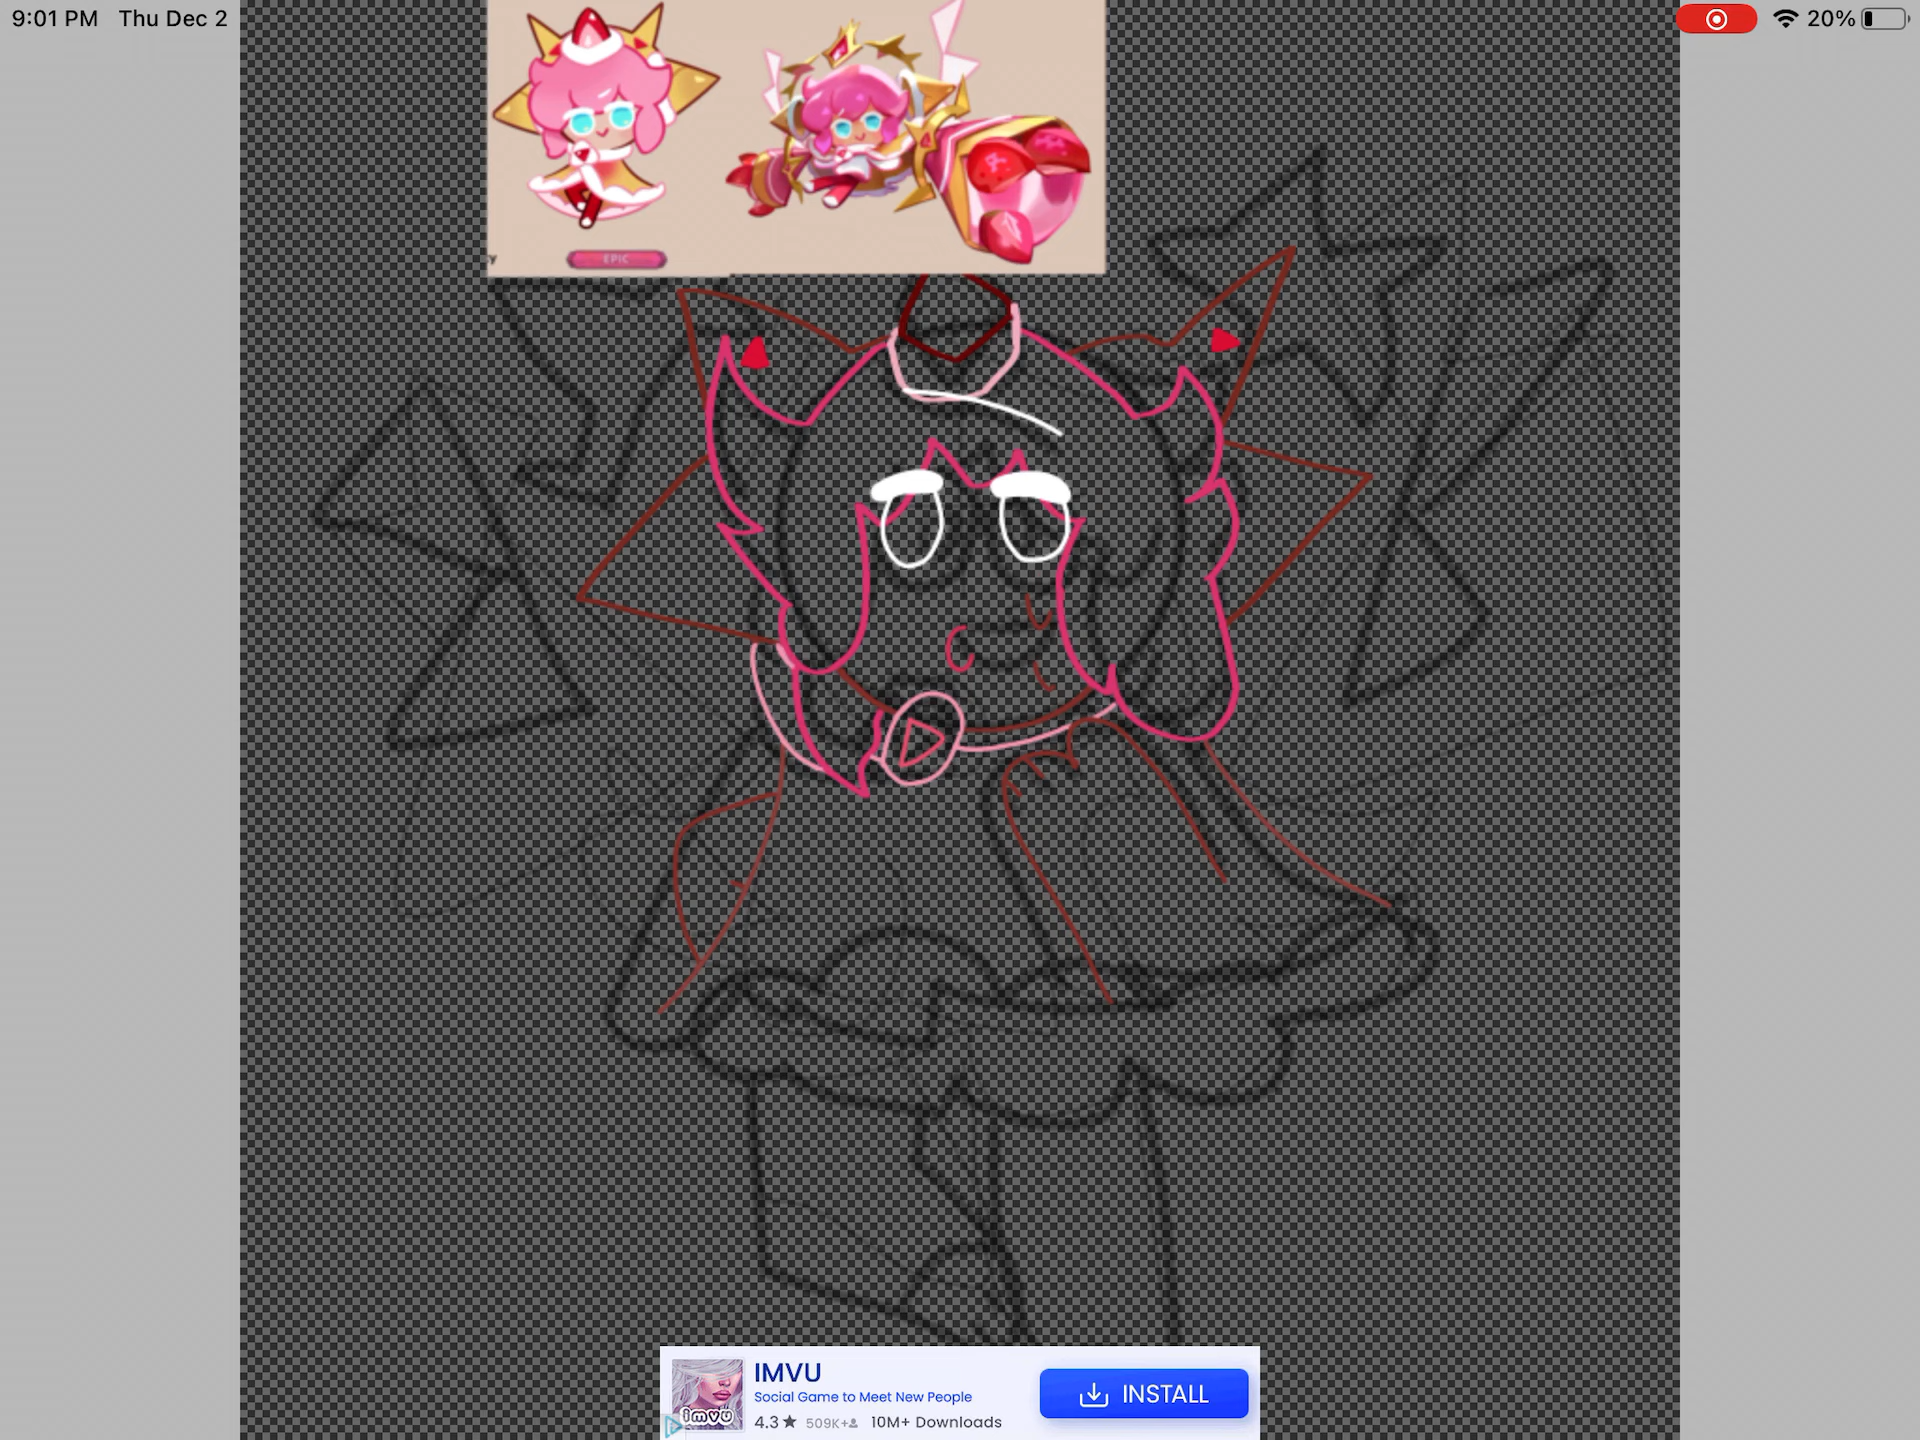 9:01 PM Thu Dec 2
20%
y
EPIC
IMVU
Social Game to Meet New People
4.3★ 509K+
10M+ Downloads
imvu
INSTALL